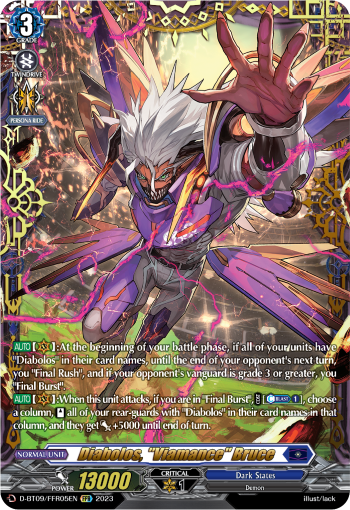 3
GRADE
TWINDRIVE
PERSONA RIDE
AUTO [ ]:At the beginning of your battle phase, if all of your units have
"Diabolos" in their card names, until the end of your opponent's next turn,
you "Final Rush", and if your opponent's vanguard is grade 3 or greater, you
"Final Burst".
AUTO [ ]:When this unit attacks, if you are in "Final Burst", COST [C BLAST 1], choose
a column, all of your rear-guards with "Diabolos" in their card names in that
column, and they get +5000 until end of turn.
NORMAL UNIT Diabolos, "Viamance" Bruce
POWER 13000 CRITICAL 1 Dark States
Demon
D-BT09/FFR05EN FFR 2023 illust/lack